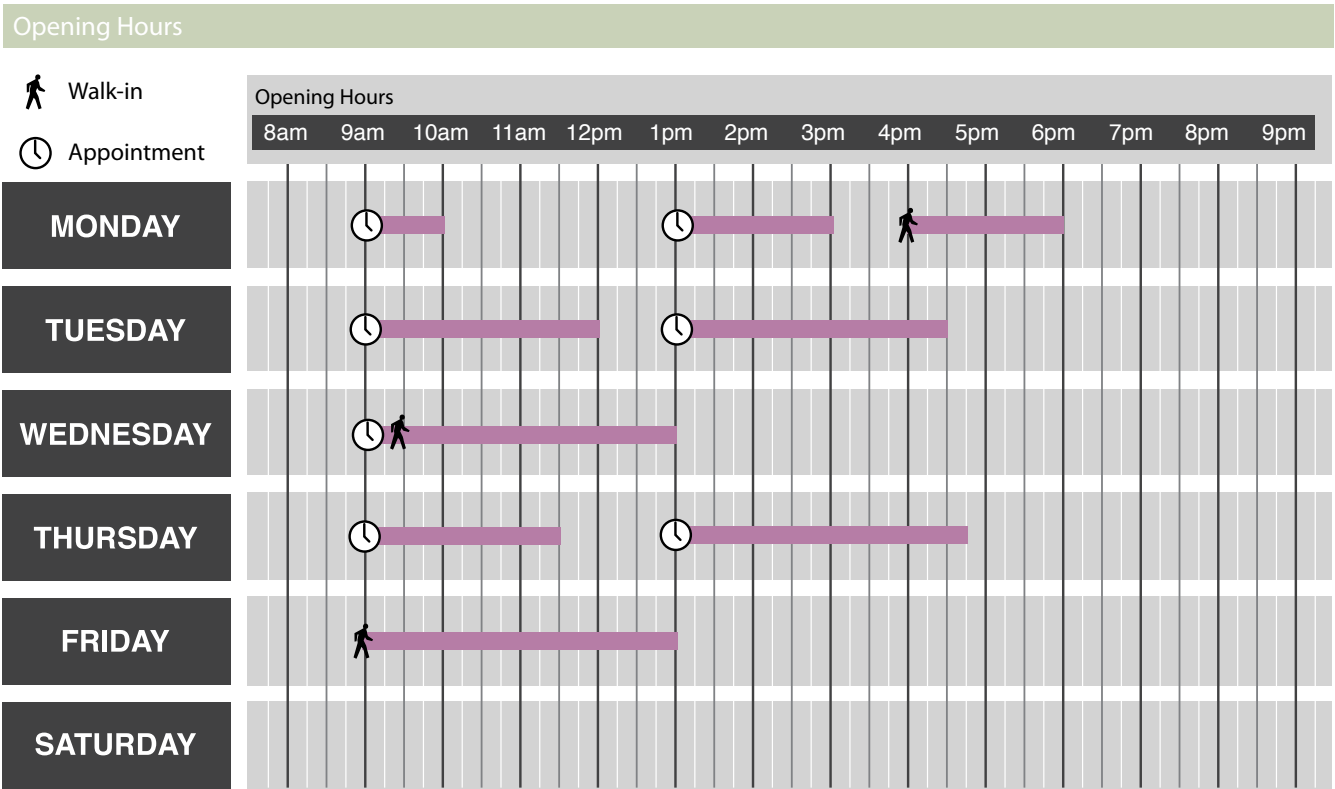 Opening Hours
Walk-in
Appointment
Opening Hours
8am 9am 10am 11am 12pm 1pm 2pm 3pm 4pm 5pm 6pm 7pm 8pm 9pm
MONDAY
TUESDAY
WEDNESDAY
THURSDAY
FRIDAY
SATURDAY